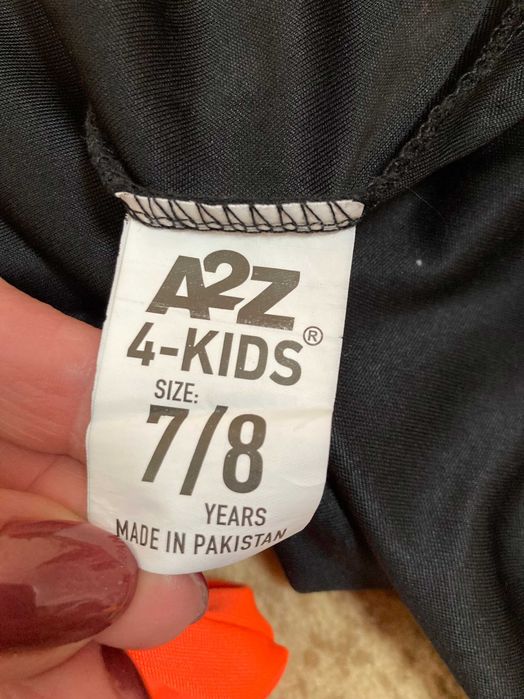 A2Z
4-KIDS®
SIZE:
7/8
YEARS
MADE IN PAKISTAN